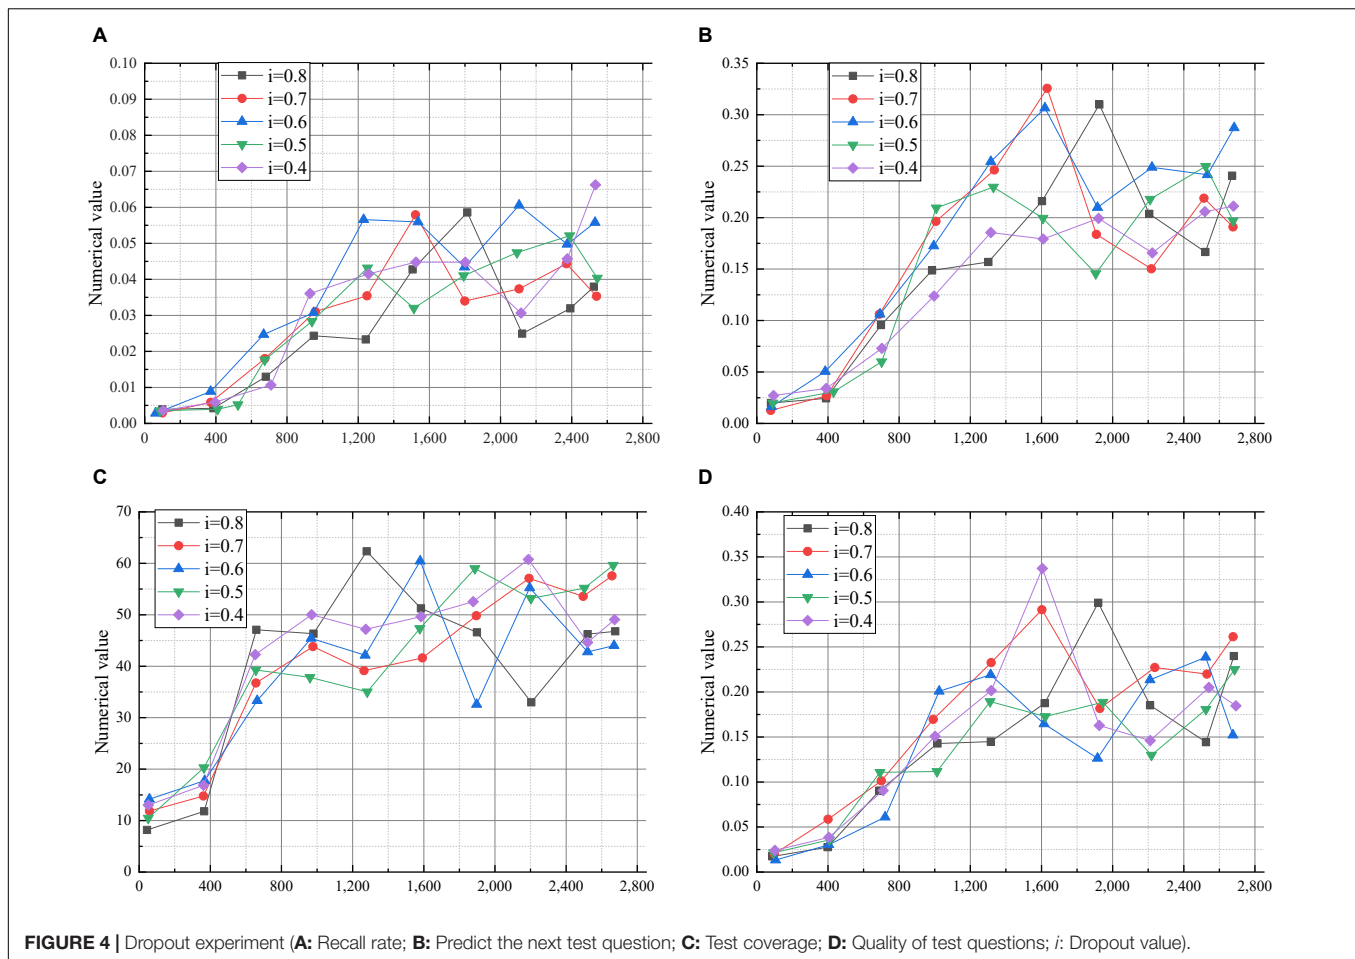 A
Numerical value
0.10
0.09
0.08
0.07
0.06
0.05
0.04
0.03
0.02
0.01
0.00
i=0.8
i=0.7
i=0.6
i=0.5
i=0.4
0 400 800 1,200 1,600 2,000 2,400 2,800
B
Numerical value
0.35
0.30
0.25
0.20
0.15
0.10
0.05
0.00
i=0.8
i=0.7
i=0.6
i=0.5
i=0.4
0 400 800 1,200 1,600 2,000 2,400 2,800
C
Numerical value
70
60
50
40
30
20
10
0
i=0.8
i=0.7
i=0.6
i=0.5
i=0.4
0 400 800 1,200 1,600 2,000 2,400 2,800
D
Numerical value
0.40
0.35
0.30
0.25
0.20
0.15
0.10
0.05
0.00
i=0.8
i=0.7
i=0.6
i=0.5
i=0.4
0 400 800 1,200 1,600 2,000 2,400 2,800
FIGURE 4 | Dropout experiment (A: Recall rate; B: Predict the next test question; C: Test coverage; D: Quality of test questions; i: Dropout value).